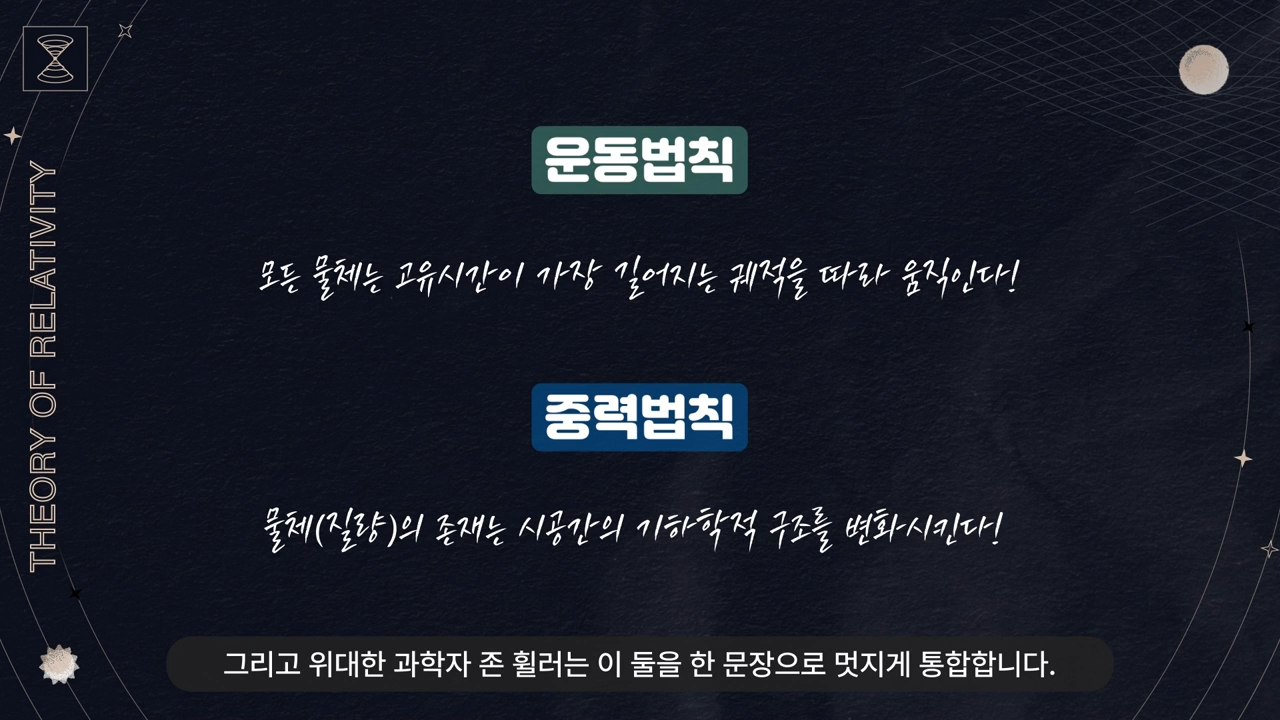 THEORY OF RELATIVITY
운동법칙
모든 물체는 고유시간이 가장 길어지는 궤적을 따라 움직인다!
중력법칙
물체(질량)의 존재는 시공간의 기하학적 구조를 변화시킨다!
그리고 위대한 과학자 존 휠러는 이 둘을 한 문장으로 멋지게 통합합니다.